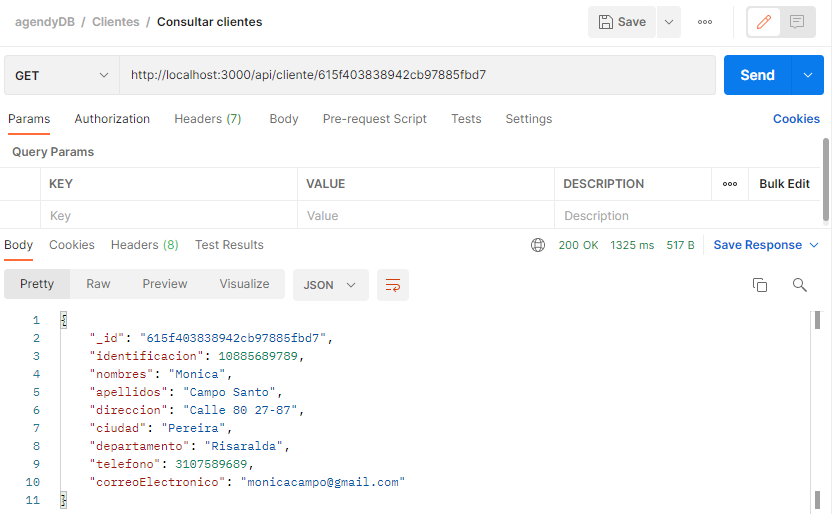 agendyDB / Clientes / Consultar clientes Save
GET http://localhost:3000/api/cliente/615f403838942cb97885fbd7 Send
Params Authorization Headers (7) Body Pre-request Script Tests Settings Cookies
Query Params
KEY VALUE DESCRIPTION Bulk Edit
Key Value Description
Body Cookies Headers (8) Test Results 200 OK 1325 ms 517 B Save Response
Pretty Raw Preview Visualize JSON
1 {
2 "_id": "615f403838942cb97885fbd7",
3 "identificacion": 10885689789,
4 "nombres": "Monica",
5 "apellidos": "Campo Santo",
6 "direccion": "Calle 80 27-87",
7 "ciudad": "Pereira",
8 "departamento": "Risaralda",
9 "telefono": 3107589689,
10 "correoElectronico": "monicacampo@gmail.com"
11 }